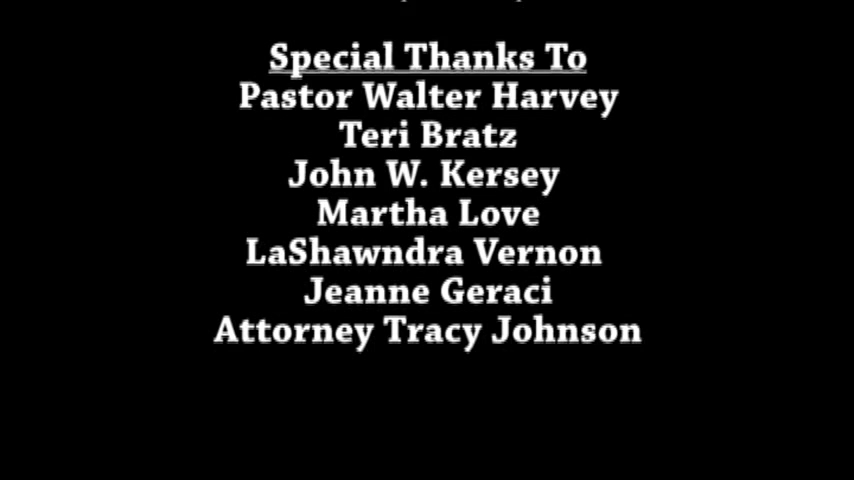 Special Thanks To
Pastor Walter Harvey
Teri Bratz
John W. Kersey
Martha Love
LaShawndra Vernon
Jeanne Geraci
Attorney Tracy Johnson